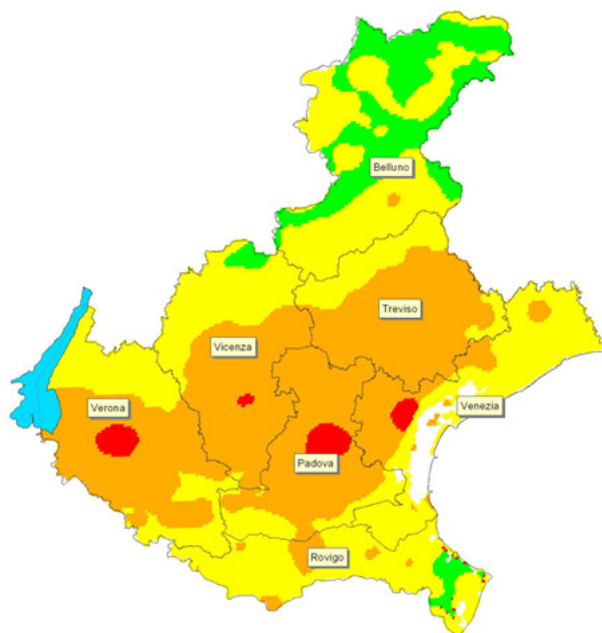 Belluno
Treviso
Vicenza
Verona
Venezia
Padova
Rovigo